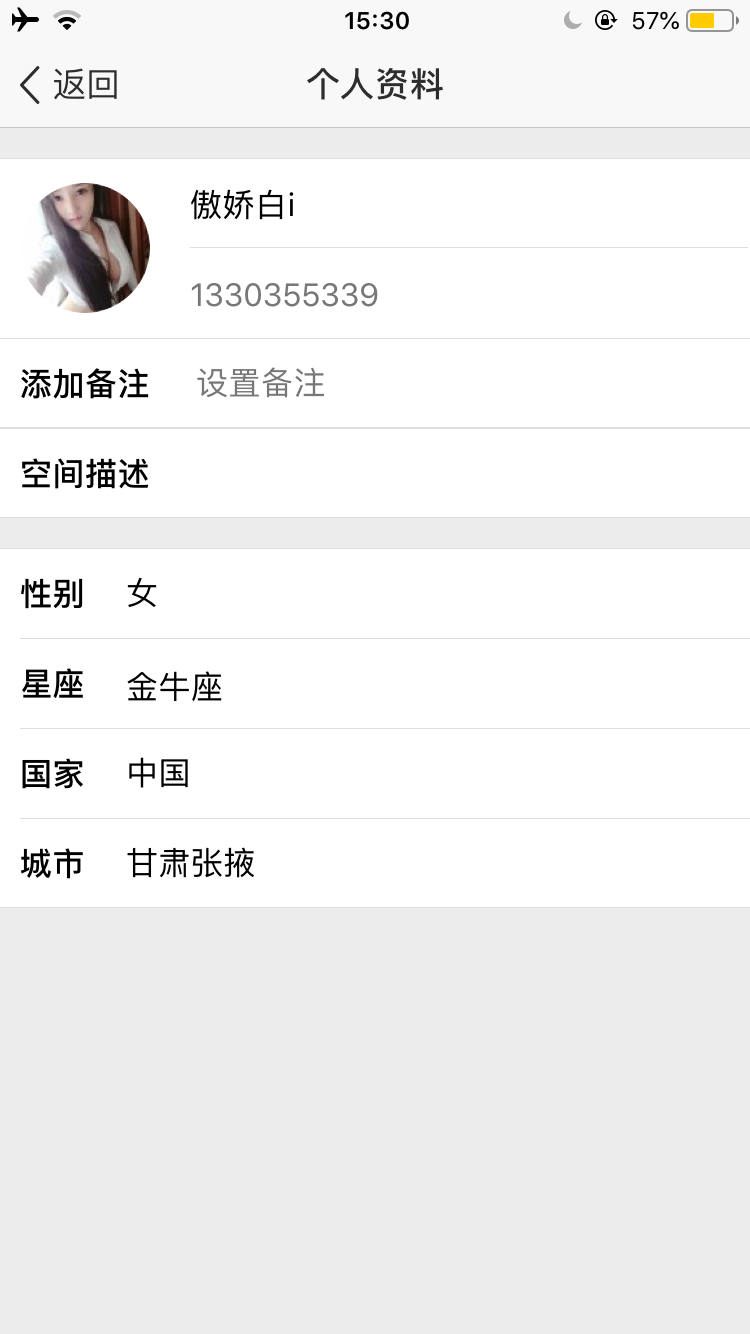 15:30
57%
返回
个人资料
傲娇白i
1330355339
添加备注 设置备注
空间描述
性别 女
星座 金牛座
国家 中国
城市 甘肃张掖